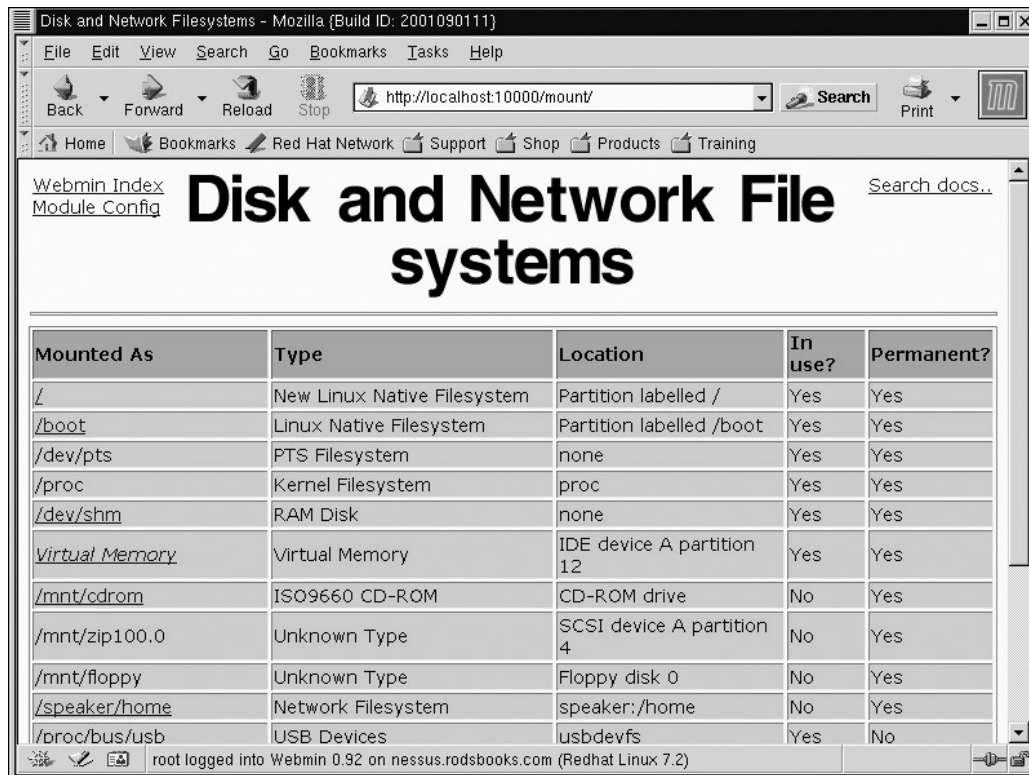 Disk and Network Filesystems - Mozilla {Build ID: 2001090111}
File Edit View Search Go Bookmarks Tasks Help
Back Forward Reload Stop http://localhost:10000/mount/ Search Print
Home Bookmarks Red Hat Network Support Shop Products Training
Webmin Index
Module Config
Disk and Network File
systems
Search docs..
Mounted As Type Location In use? Permanent?
/ New Linux Native Filesystem Partition labelled / Yes Yes
/boot Linux Native Filesystem Partition labelled /boot Yes Yes
/dev/pts PTS Filesystem none Yes Yes
/proc Kernel Filesystem proc Yes Yes
/dev/shm RAM Disk none Yes Yes
Virtual Memory Virtual Memory IDE device A partition 12 Yes Yes
/mnt/cdrom ISO9660 CD-ROM CD-ROM drive No Yes
/mnt/zip100.0 Unknown Type SCSI device A partition 4 No Yes
/mnt/floppy Unknown Type Floppy disk 0 No Yes
/speaker/home Network Filesystem speaker:/home No Yes
/proc/bus/usb USB Devices usbdevfs Yes No
root logged into Webmin 0.92 on nessus.rodsbooks.com (Redhat Linux 7.2)